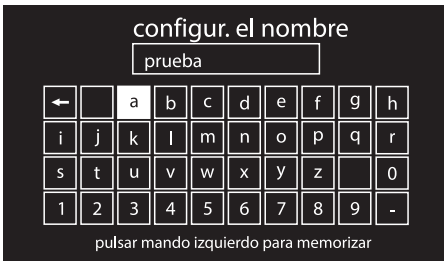 configur. el nombre
prueba
← a b c d e f g h
i j k l m n o p q r
s t u v w x y z 0
1 2 3 4 5 6 7 8 9 -
pulsar mando izquierdo para memorizar